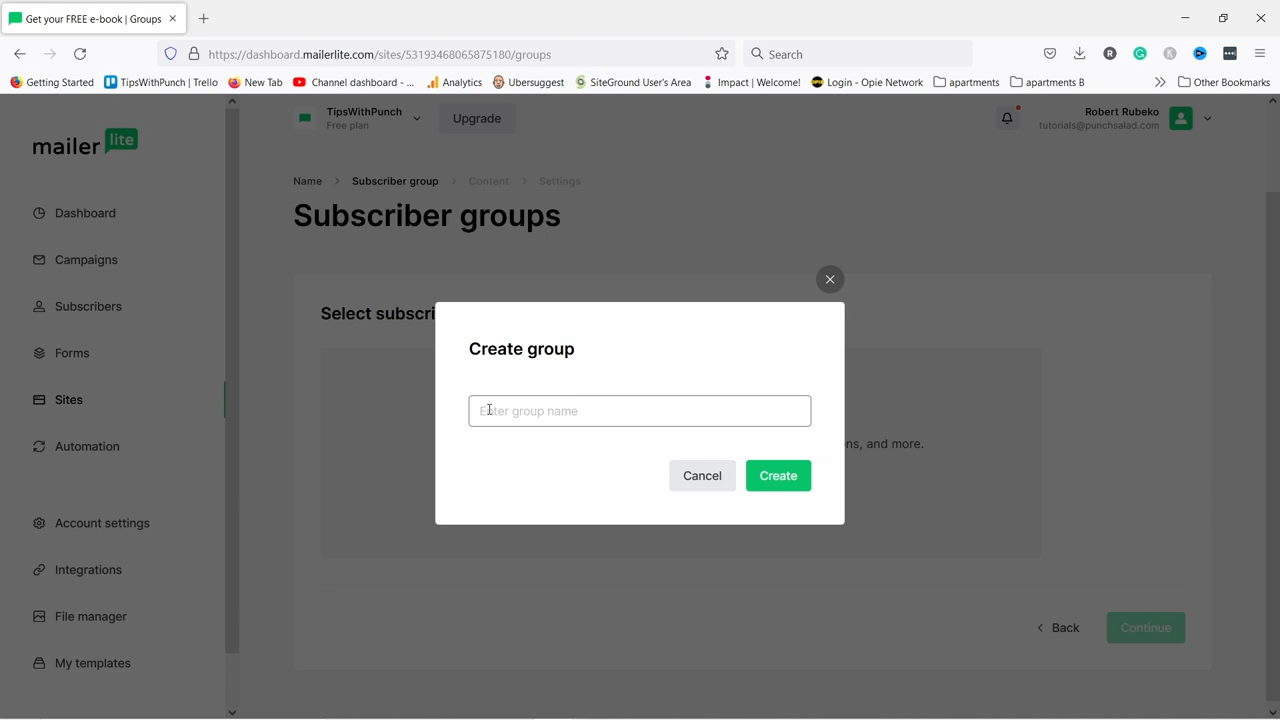 Get your FREE e-book | Groups
https://dashboard.mailerlite.com/sites/53193468065875180/groups
Search
Getting Started
TipsWithPunch | Trello
New Tab
Channel dashboard - ...
Analytics
Ubersuggest
SiteGround User's Area
Impact | Welcome!
Login - Opie Network
apartments
apartments B
Other Bookmarks
mailer lite
TipsWithPunch
Free plan
Upgrade
Robert Rubeko
tutorials@punchsalad.com
Dashboard
Campaigns
Subscribers
Forms
Sites
Automation
Account settings
Integrations
File manager
My templates
Name > Subscriber group > Content > Settings
Subscriber groups
Select subscri
ns, and more.
Create group
Enter group name
Cancel
Create
Back
Continue